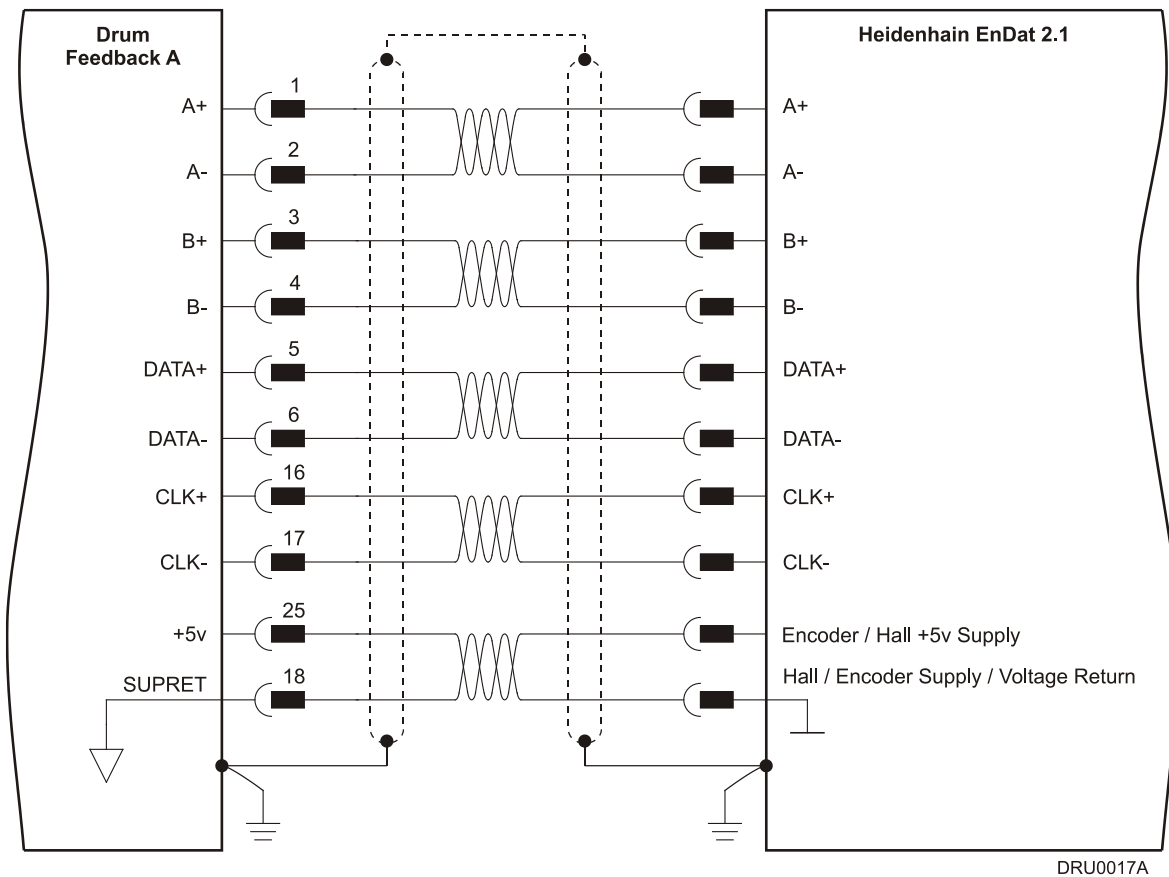 Drum
Feedback A
Heidenhain EnDat 2.1
A+ 1 A+
A- 2 A-
B+ 3 B+
B- 4 B-
DATA+ 5 DATA+
DATA- 6 DATA-
CLK+ 16 CLK+
CLK- 17 CLK-
+5v 25 Encoder / Hall +5v Supply
SUPRET 18 Hall / Encoder Supply / Voltage Return
DRU0017A